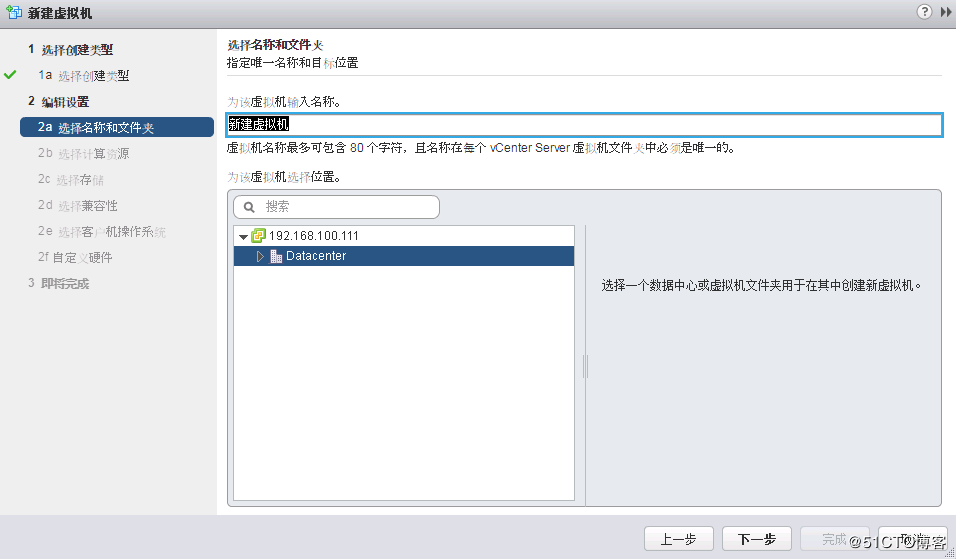 新建虚拟机
1 选择创建类型
1a 选择创建类型
2 编辑设置
2a 选择名称和文件夹
2b 选择计算资源
2c 选择存储
2d 选择兼容性
2e 选择客户机操作系统
2f 自定义硬件
3 即将完成
选择名称和文件夹
指定唯一名称和目标位置
为该虚拟机输入名称。
新建虚拟机
虚拟机名称最多可包含 80 个字符，且名称在每个 vCenter Server 虚拟机文件夹中必须是唯一的。
为该虚拟机选择位置。
搜索
192.168.100.111
Datacenter
选择一个数据中心或虚拟机文件夹用于在其中创建新虚拟机。
上一步
下一步
完成
取消
@51CTO博客